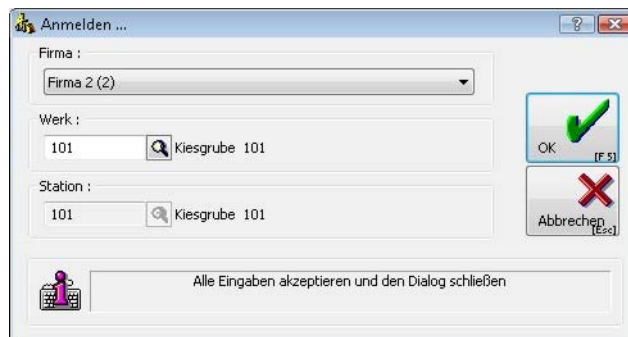 Anmelden ...
Firma :
Firma 2 (2)
Werk :
101 Kiesgrube 101
Station :
101 Kiesgrube 101
OK
[F 5]
Abbrechen
[Esc]
Alle Eingaben akzeptieren und den Dialog schließen